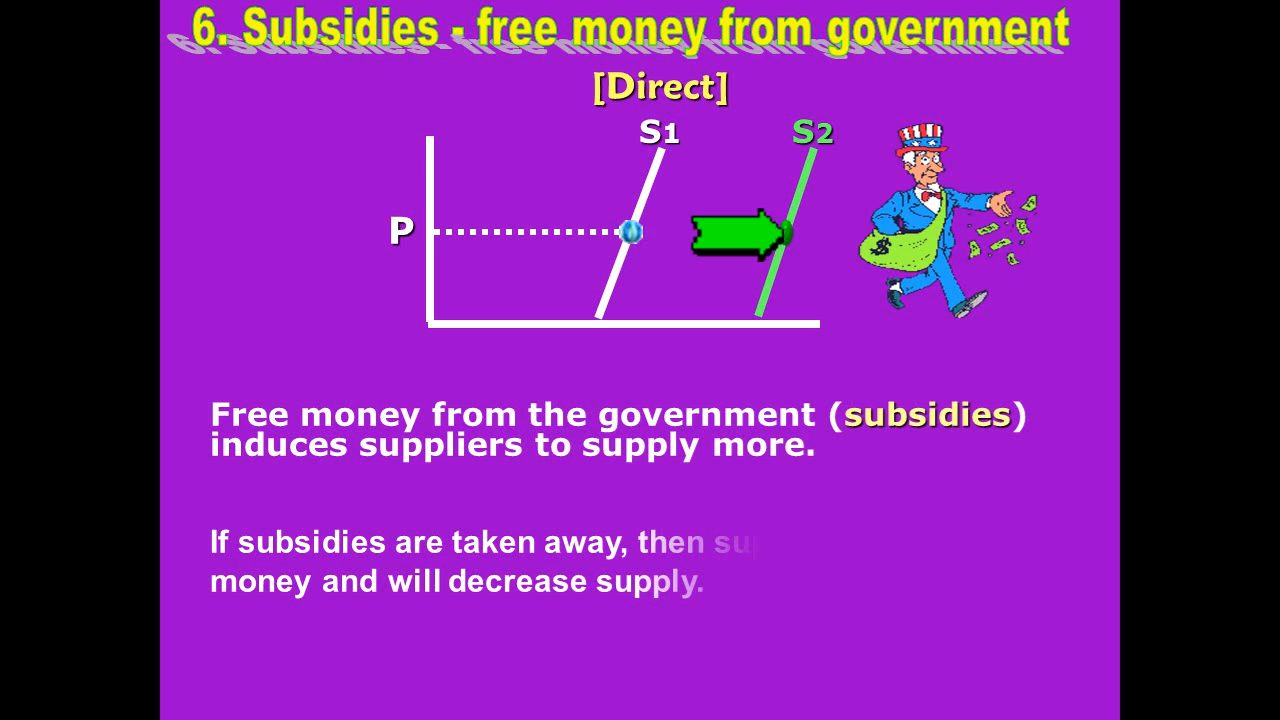 6. Subsidies - free money from government
[Direct]
S1 S2
P
$
Free money from the government (subsidies)
induces suppliers to supply more.
If subsidies are taken away, then
money and will decrease supply.